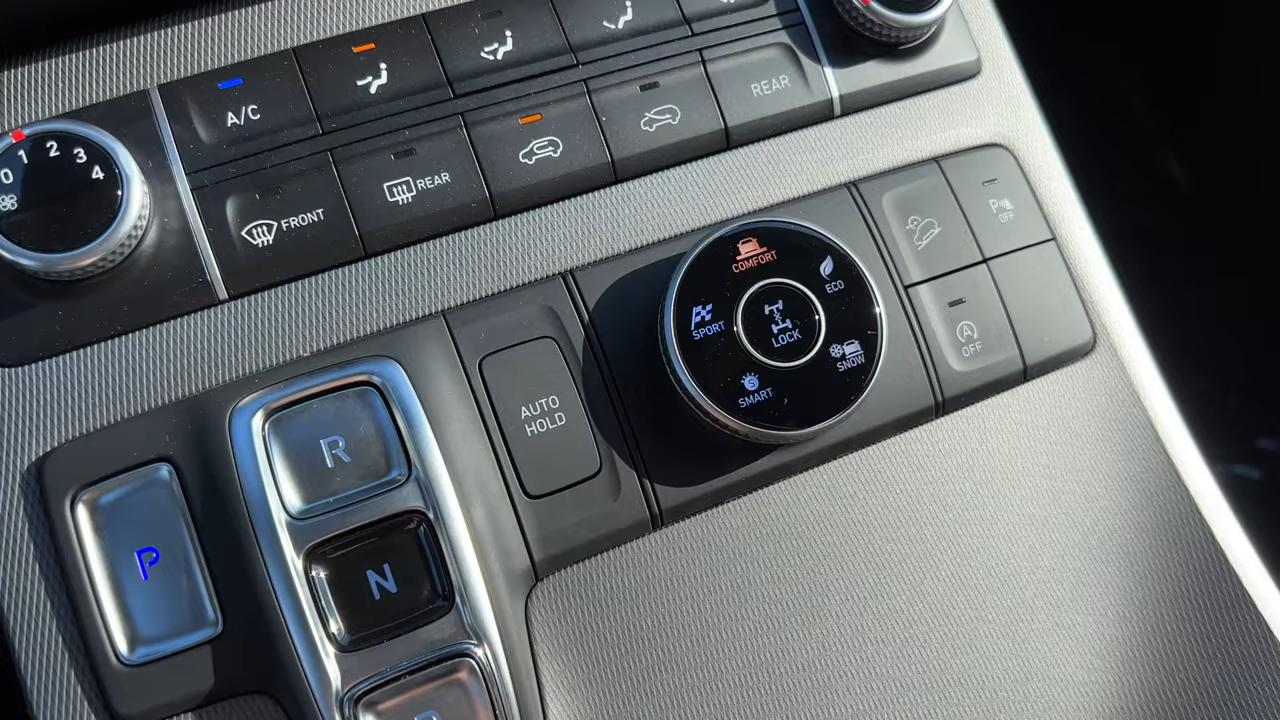 A/C
REAR
0 1 2 3 4
FRONT
REAR
COMFORT
ECO
SPORT
LOCK
SNOW
S
SMART
P
OFF
A
OFF
AUTO
HOLD
R
P
N